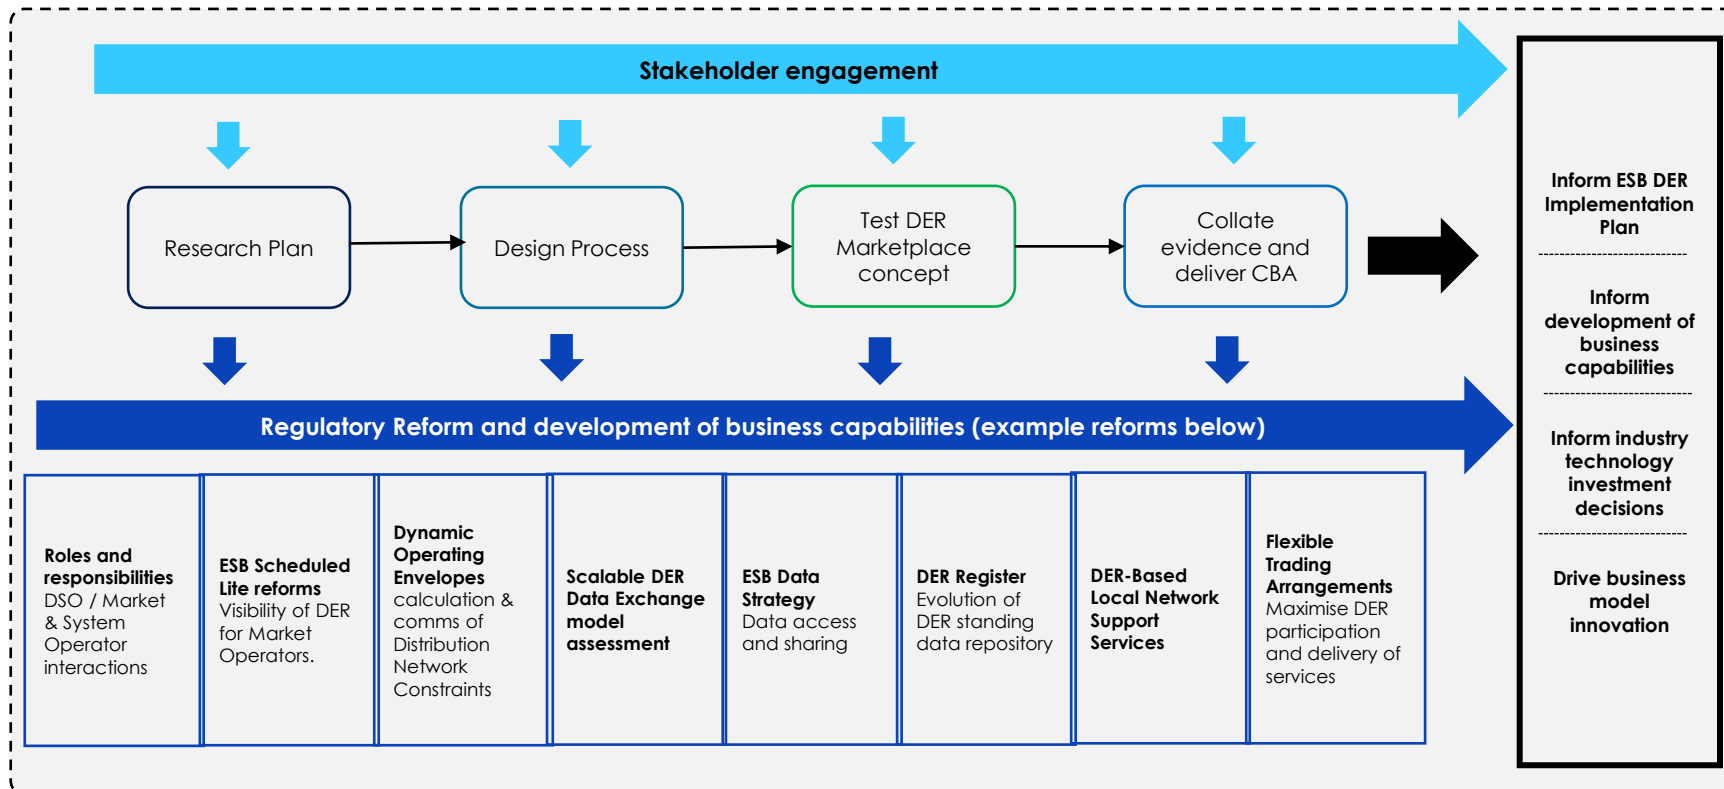 Stakeholder engagement
Research Plan
Design Process
Test DER
Marketplace
concept
Collate
evidence and
deliver CBA
Regulatory Reform and development of business capabilities (example reforms below)
Roles and
responsibilities
DSO / Market
& System
Operator
interactions
ESB Scheduled
Lite reforms
Visibility of DER
for Market
Operators.
Dynamic
Operating
Envelopes
calculation &
comms of
Distribution
Network
Constraints
Scalable DER
Data Exchange
model
assessment
ESB Data
Strategy
Data access
and sharing
DER Register
Evolution of
DER standing
data repository
DER-Based
Local Network
Support
Services
Flexible
Trading
Arrangements
Maximise DER
participation
and delivery of
services
Inform ESB DER
Implementation
Plan
Inform
development of
business
capabilities
Inform industry
technology
investment
decisions
Drive business
model
innovation